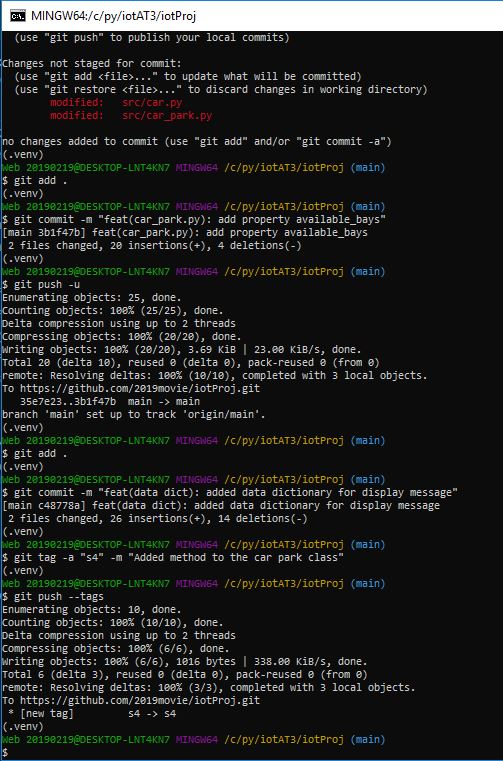 MINGW64:/c/py/iotAT3/iotProj
(use "git push" to publish your local commits)
Changes not staged for commit:
(use "git add <file>..." to update what will be committed)
(use "git restore <file>..." to discard changes in working directory)
modified:   src/car.py
modified:   src/car_park.py
no changes added to commit (use "git add" and/or "git commit -a")
(.venv)
Web 20190219@DESKTOP-LNT4KN7 MINGW64 /c/py/iotAT3/iotProj (main)
$ git add .
(.venv)
Web 20190219@DESKTOP-LNT4KN7 MINGW64 /c/py/iotAT3/iotProj (main)
$ git commit -m "feat(car_park.py): add property available_bays"
[main 3b1f47b] feat(car_park.py): add property available_bays
2 files changed, 20 insertions(+), 4 deletions(-)
(.venv)
Web 20190219@DESKTOP-LNT4KN7 MINGW64 /c/py/iotAT3/iotProj (main)
$ git push -u
Enumerating objects: 25, done.
Counting objects: 100% (25/25), done.
Delta compression using up to 2 threads
Compressing objects: 100% (20/20), done.
Writing objects: 100% (20/20), 3.69 KiB | 23.00 KiB/s, done.
Total 20 (delta 10), reused 0 (delta 0), pack-reused 0 (from 0)
remote: Resolving deltas: 100% (10/10), completed with 3 local objects.
To https://github.com/2019movie/iotProj.git
35e7e23..3b1f47b  main -> main
branch 'main' set up to track 'origin/main'.
(.venv)
Web 20190219@DESKTOP-LNT4KN7 MINGW64 /c/py/iotAT3/iotProj (main)
$ git add .
(.venv)
Web 20190219@DESKTOP-LNT4KN7 MINGW64 /c/py/iotAT3/iotProj (main)
$ git commit -m "feat(data dict): added data dictionary for display message"
[main c48778a] feat(data dict): added data dictionary for display message
2 files changed, 26 insertions(+), 14 deletions(-)
(.venv)
Web 20190219@DESKTOP-LNT4KN7 MINGW64 /c/py/iotAT3/iotProj (main)
$ git tag -a "s4" -m "Added method to the car park class"
(.venv)
Web 20190219@DESKTOP-LNT4KN7 MINGW64 /c/py/iotAT3/iotProj (main)
$ git push --tags
Enumerating objects: 10, done.
Counting objects: 100% (10/10), done.
Delta compression using up to 2 threads
Compressing objects: 100% (6/6), done.
Writing objects: 100% (6/6), 1016 bytes | 338.00 KiB/s, done.
Total 6 (delta 3), reused 0 (delta 0), pack-reused 0 (from 0)
remote: Resolving deltas: 100% (3/3), completed with 3 local objects.
To https://github.com/2019movie/iotProj.git
* [new tag]         s4 -> s4
(.venv)
Web 20190219@DESKTOP-LNT4KN7 MINGW64 /c/py/iotAT3/iotProj (main)
$